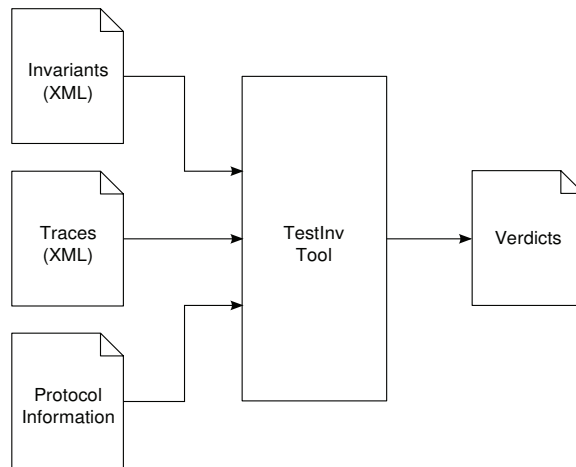 Invariants
(XML)
Traces
(XML)
Protocol
Information
TestInv
Tool
Verdicts